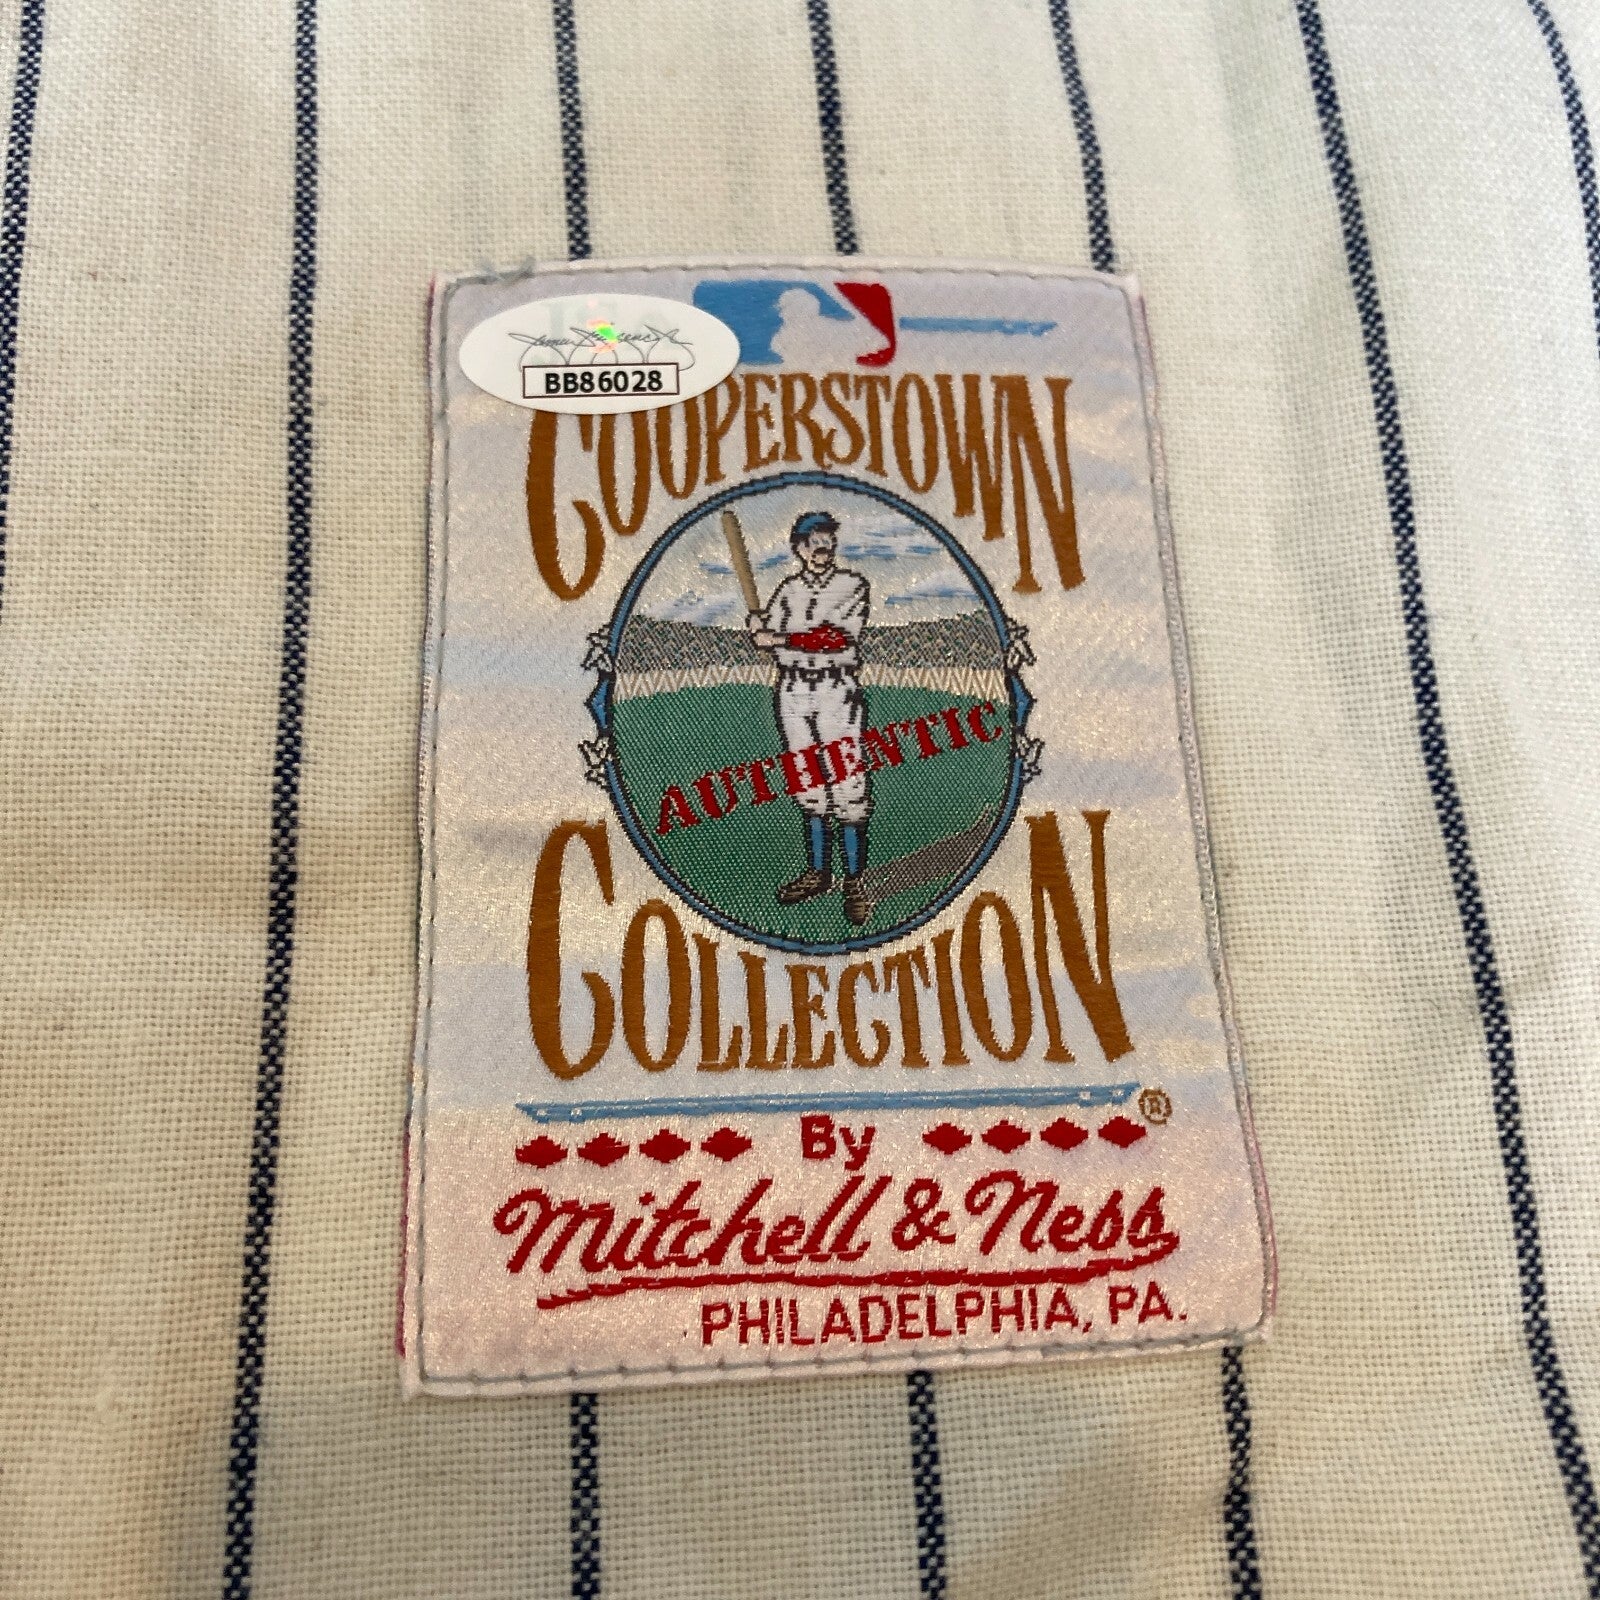 BB86028
COOPERSTOWN
AUTHENTIC
COLLECTION
®
By
Mitchell & Ness
PHILADELPHIA, PA.